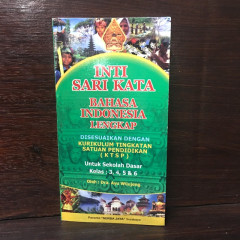 INTI
SARI KATA
BAHASA
INDONESIA
LENGKAP
DISESUAIKAN DENGAN
KURIKULUM TINGKATAN
SATUAN PENDIDIKAN
(KTSP)
Untuk Sekolah Dasar
Kelas : 3, 4, 5 & 6
Oleh :